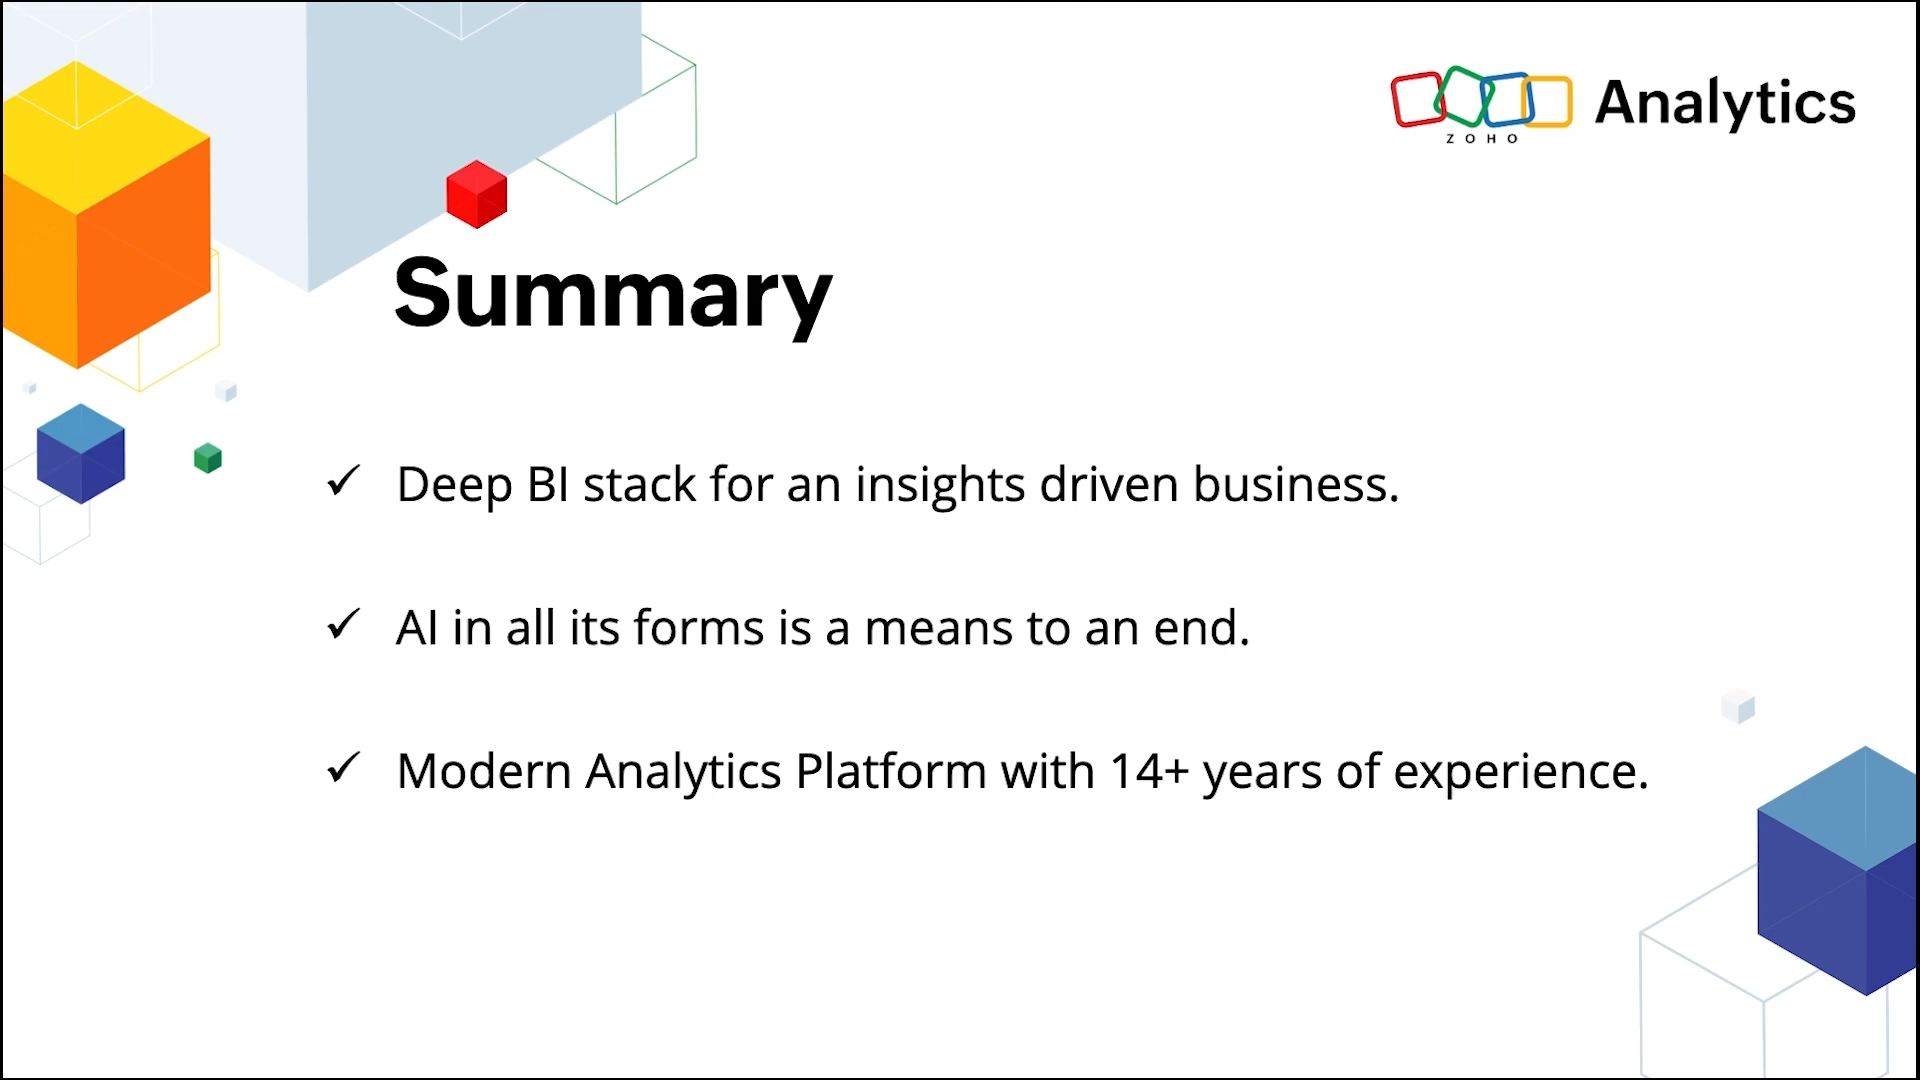 ZOHO Analytics
Summary
✓ Deep BI stack for an insights driven business.
✓ AI in all its forms is a means to an end.
✓ Modern Analytics Platform with 14+ years of experience.